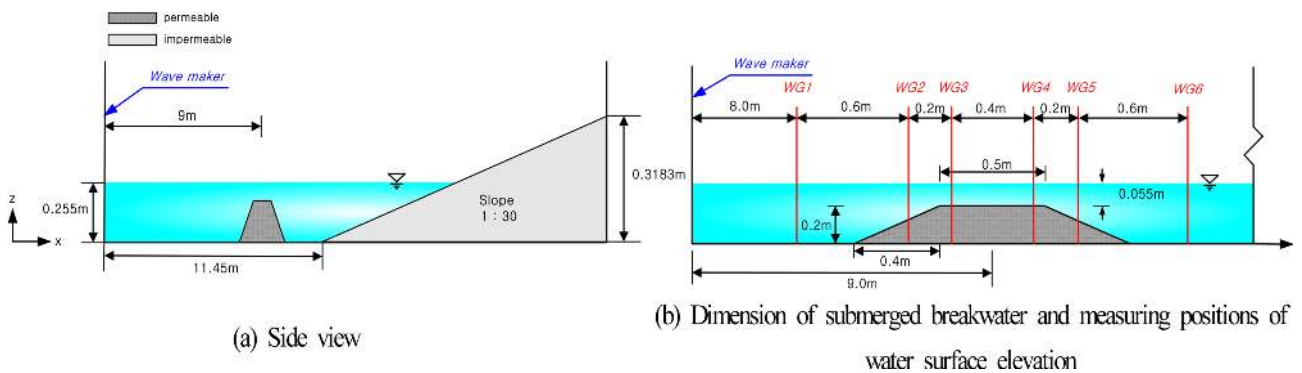 permeable
impermeable
Wave maker
9m
0.255m
z
x
11.45m
Slope
1 : 30
0.3183m
(a) Side view
Wave maker
WG1
WG2
WG3
WG4
WG5
WG6
8.0m
0.6m
0.2m
0.4m
0.2m
0.6m
0.5m
0.055m
0.2m
0.4m
9.0m
(b) Dimension of submerged breakwater and measuring positions of
water surface elevation